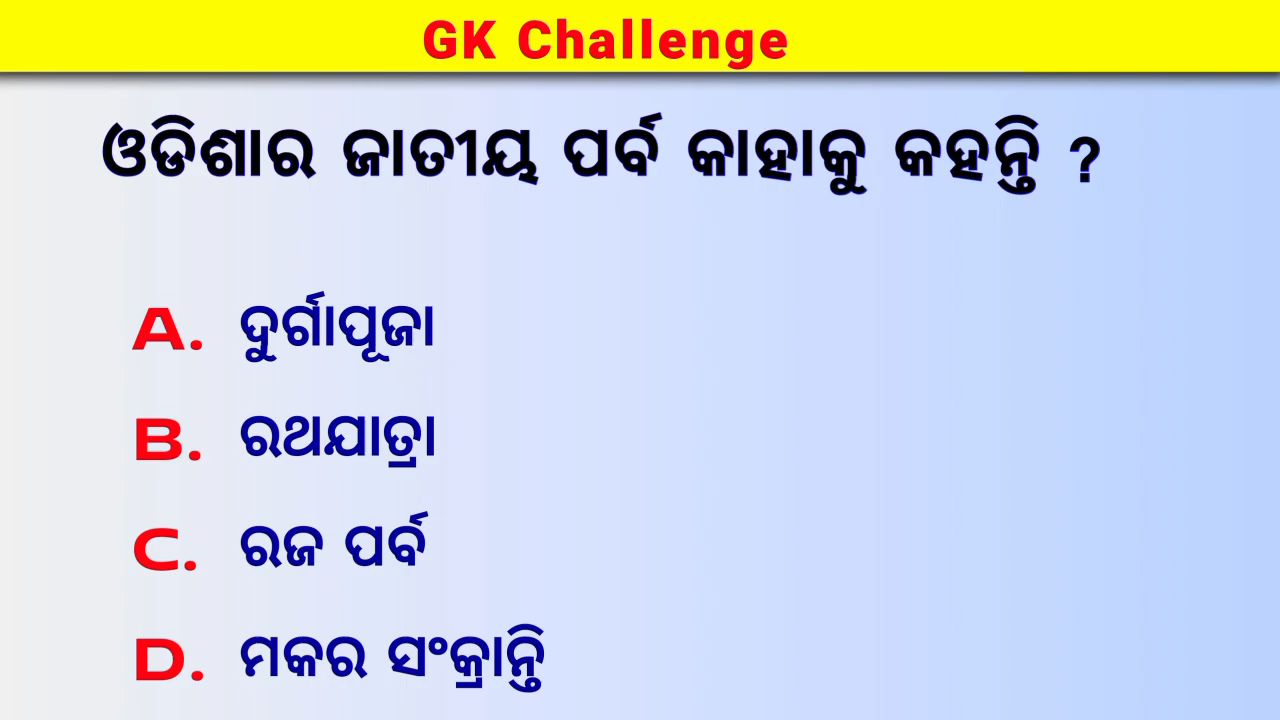 GK Challenge
ଓଡିଶାର ଜାତୀୟ ପର୍ବ କାହାକୁ କହନ୍ତି ?
A. ଦୁର୍ଗାପୂଜା
B. ରଥଯାତ୍ରା
C. ରଜ ପର୍ବ
D. ମକର ସଂକ୍ରାନ୍ତି